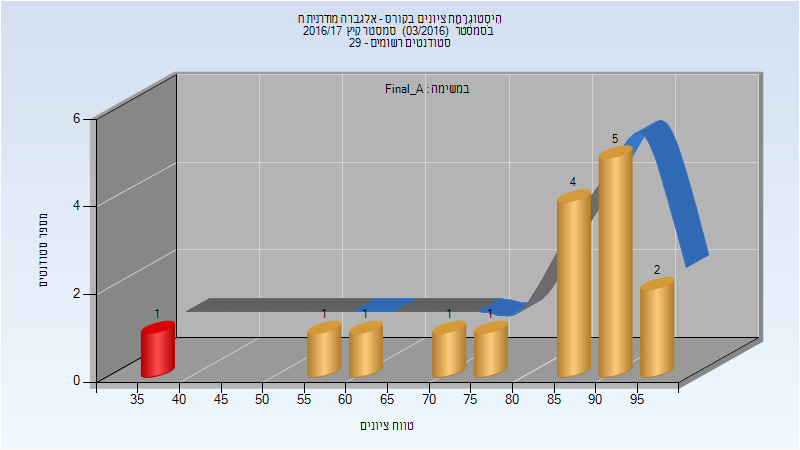 היסטוגרמת ציונים בקורס - אלגברה מודרנית ח
בסמסטר (03/2016) סמסטר קיץ 2016/17
סטודנטים רשומים - 29
במשימה : Final_A
מספר סטודנטים
6
4
2
0
1
1
1
1
1
4
5
2
35 40 45 50 55 60 65 70 75 80 85 90 95
טווח ציונים